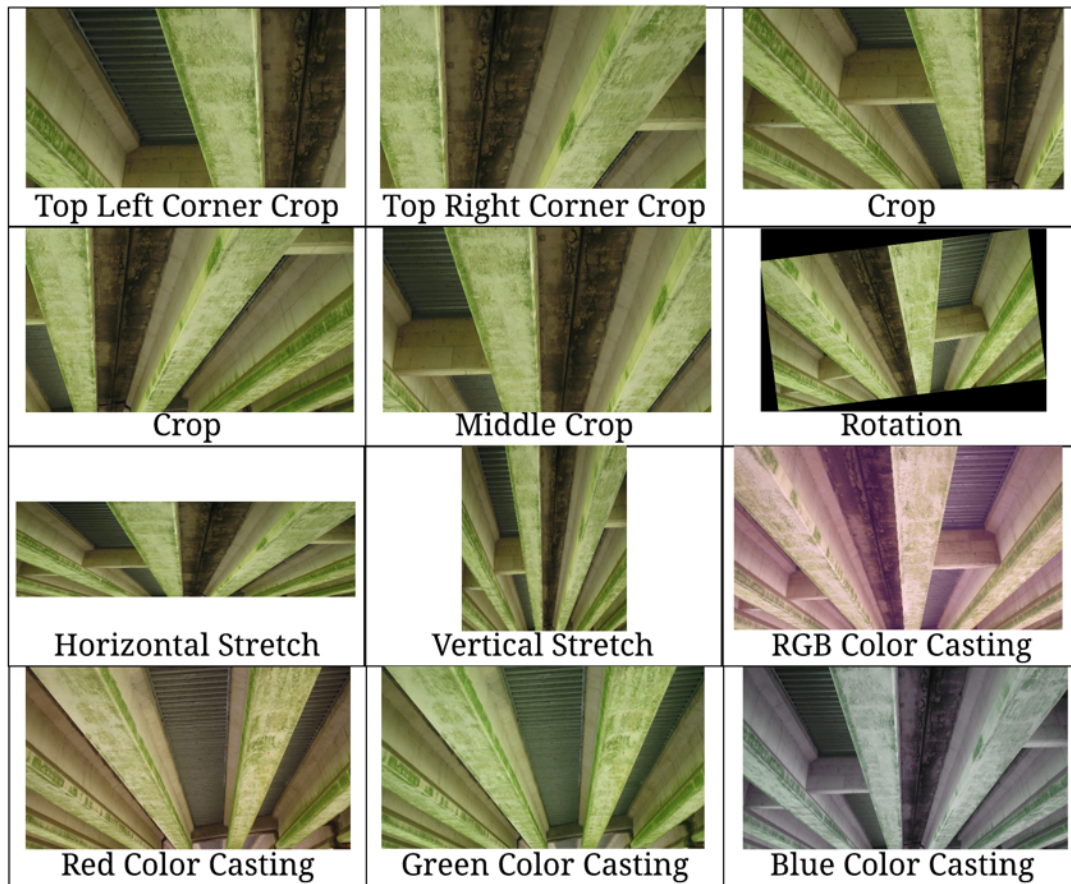 Top Left Corner Crop
Top Right Corner Crop
Crop
Crop
Middle Crop
Rotation
Horizontal Stretch
Vertical Stretch
RGB Color Casting
Red Color Casting
Green Color Casting
Blue Color Casting